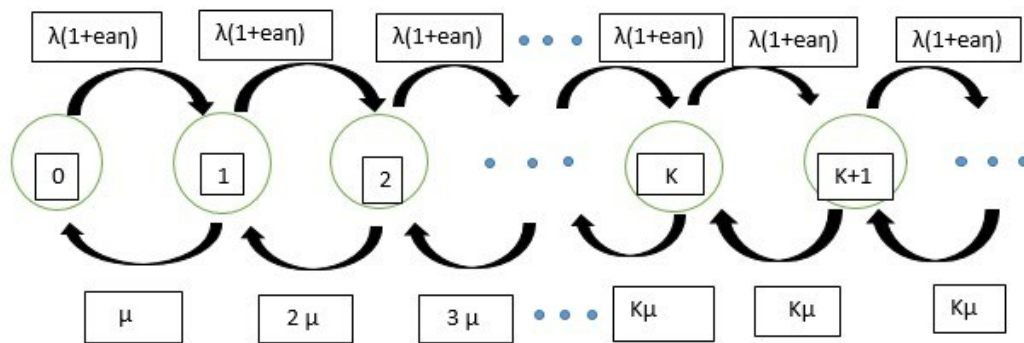 λ(1+eaη) λ(1+eaη) λ(1+eaη) λ(1+eaη) λ(1+eaη) λ(1+eaη)
0 1 2 K K+1
μ 2 μ 3 μ Kμ Kμ Kμ